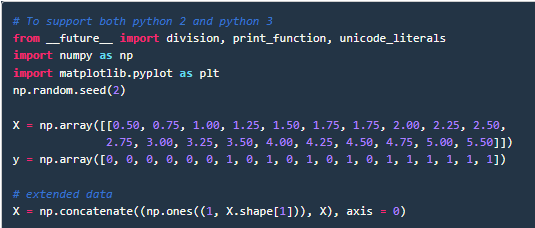 # To support both python 2 and python 3
from __future__ import division, print_function, unicode_literals
import numpy as np
import matplotlib.pyplot as plt
np.random.seed(2)
X = np.array([[0.50, 0.75, 1.00, 1.25, 1.50, 1.75, 1.75, 2.00, 2.25, 2.50,
2.75, 3.00, 3.25, 3.50, 4.00, 4.25, 4.50, 4.75, 5.00, 5.50]])
y = np.array([0, 0, 0, 0, 0, 0, 1, 0, 1, 0, 1, 0, 1, 0, 1, 1, 1, 1, 1, 1])
# extended data
X = np.concatenate((np.ones((1, X.shape[1])), X), axis = 0)